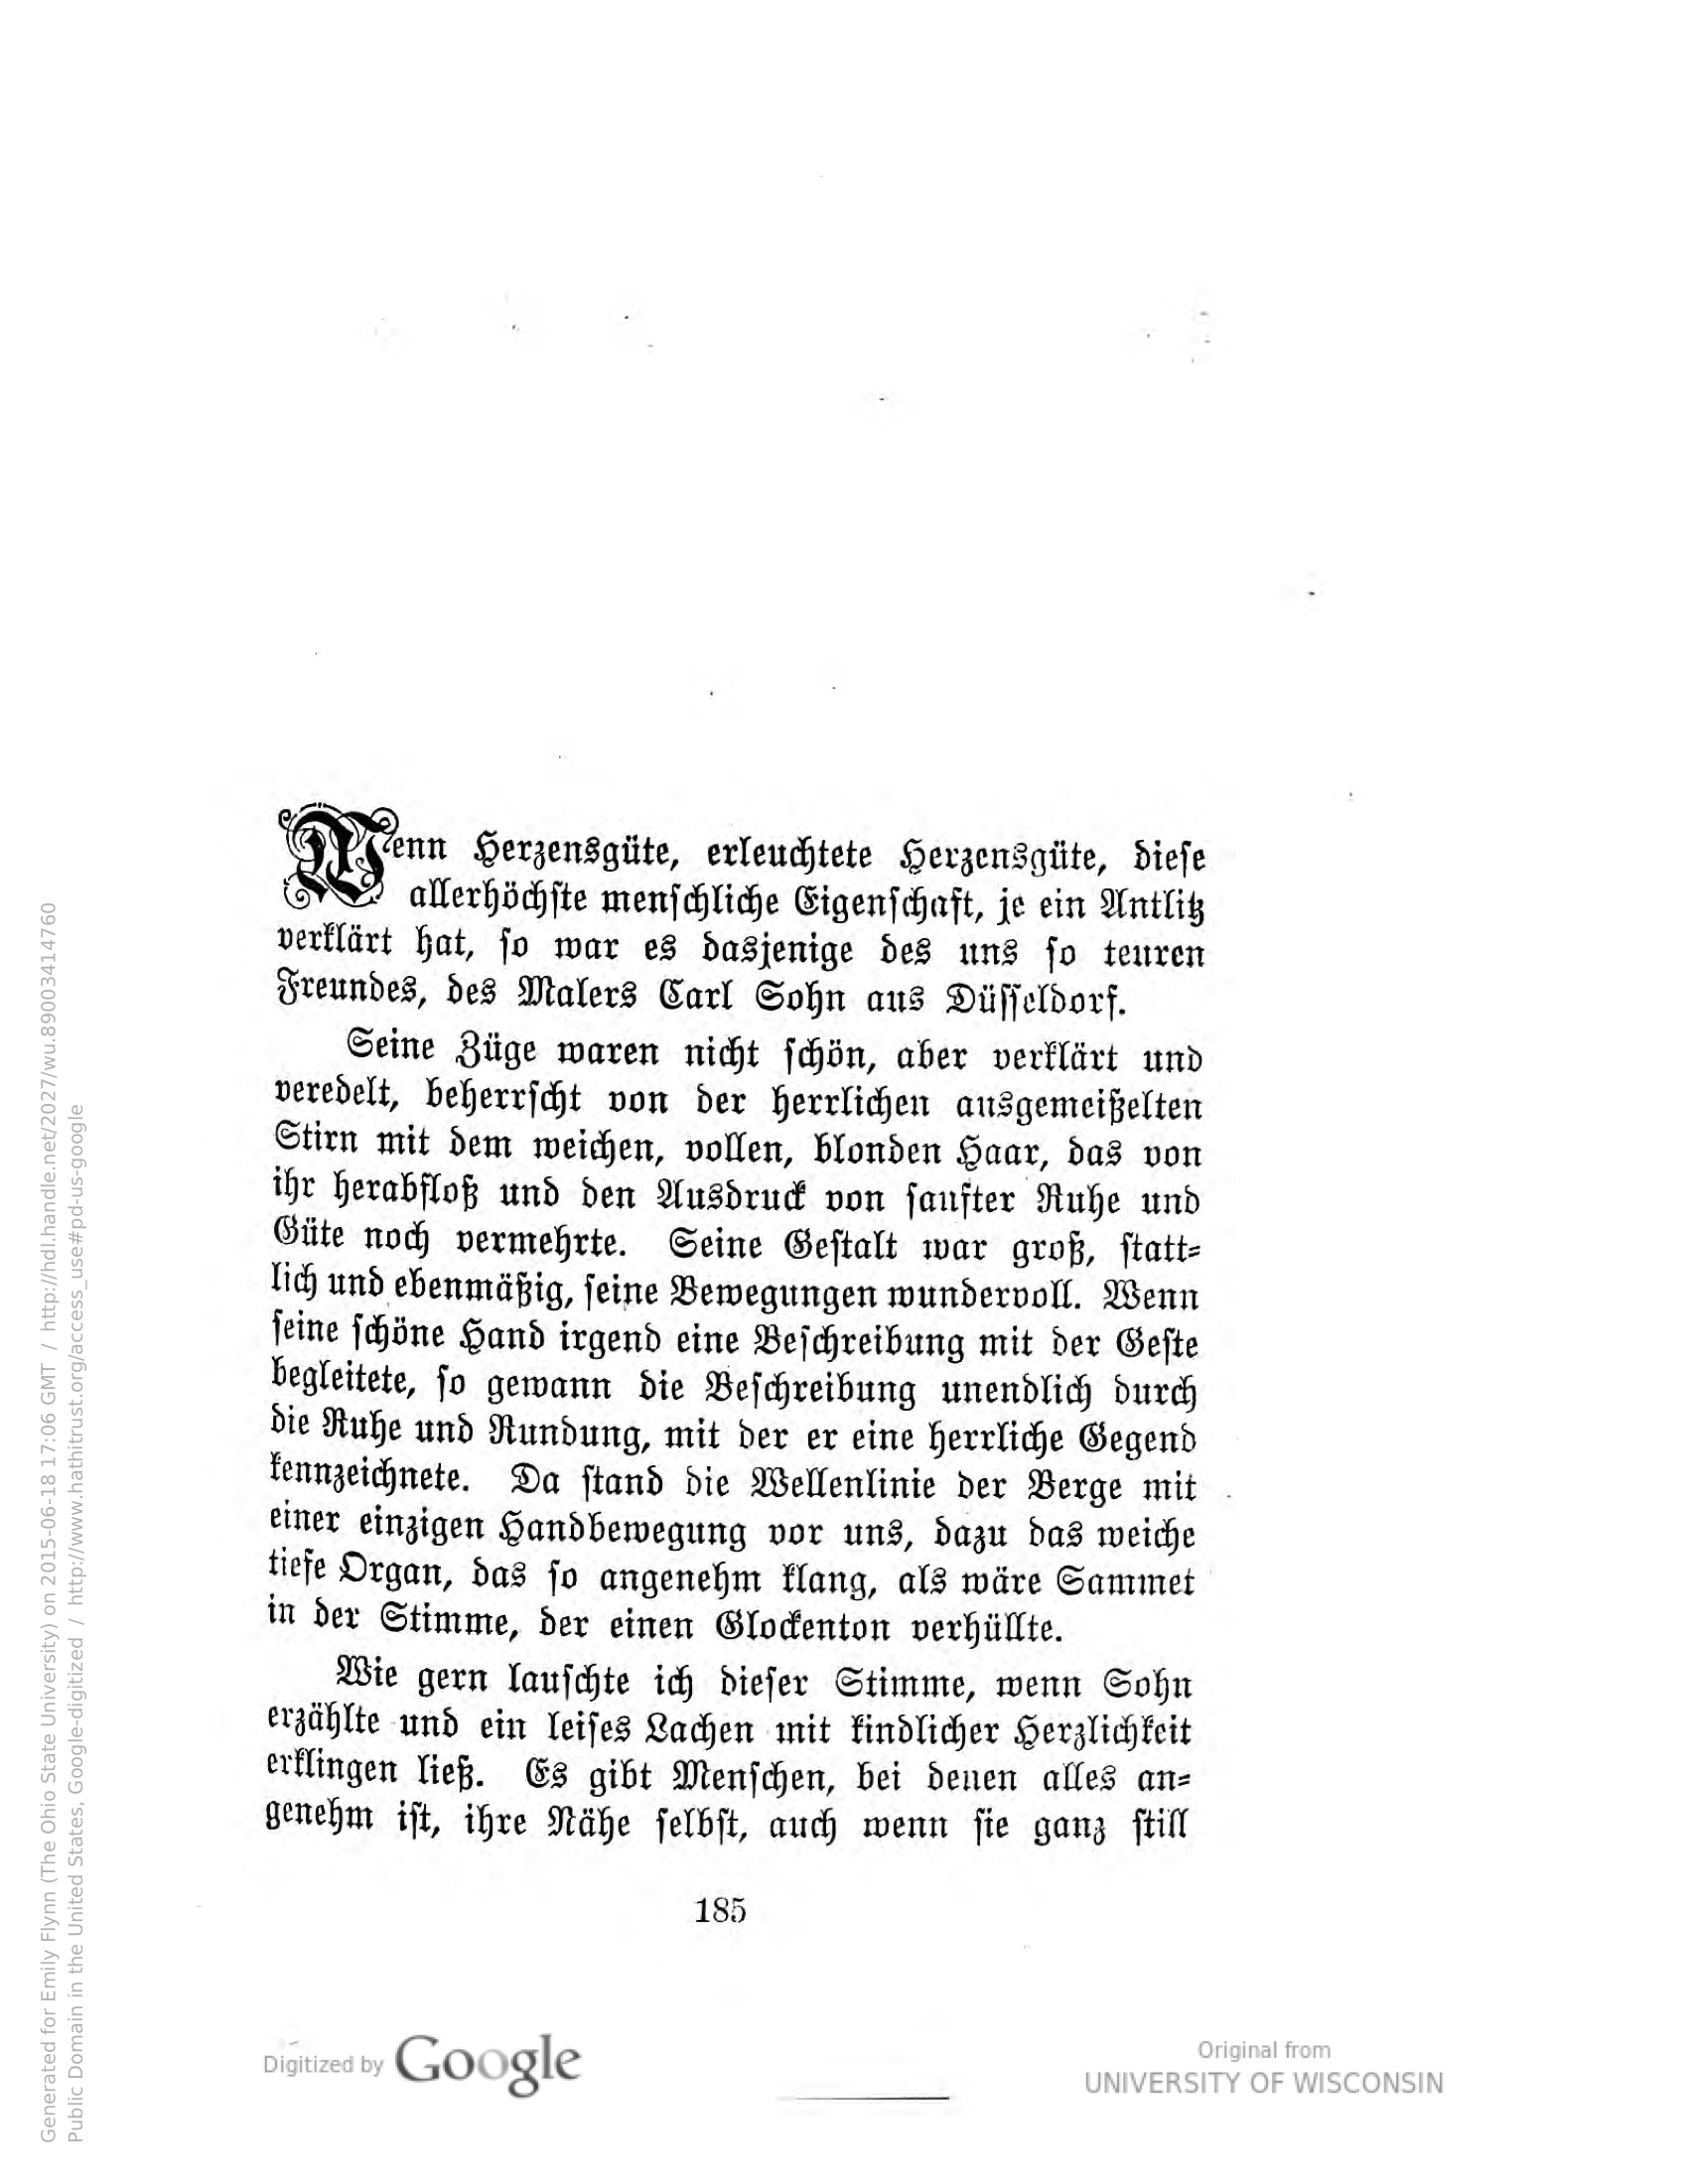 Wenn Herzensgüte, erleuchtete Herzensgüte, diese
allerhöchste menschliche Eigenschaft, je ein Antlitz
verklärt hat, so war es dasjenige des uns so teuren
Freundes, des Malers Carl Sohn aus Düsseldorf.
Seine Züge waren nicht schön, aber verklärt und
veredelt, beherrscht von der herrlichen ausgemeißelten
Stirn mit dem weichen, vollen, blonden Haar, das von
ihr herabfloß und den Ausdruck von sanfter Ruhe und
Güte noch vermehrte. Seine Gestalt war groß, statt-
lich und ebenmäßig, seine Bewegungen wundervoll. Wenn
seine schöne Hand irgend eine Beschreibung mit der Geste
begleitete, so gewann die Beschreibung unendlich durch
die Ruhe und Rundung, mit der er eine herrliche Gegend
kennzeichnete. Da stand die Wellenlinie der Berge mit
einer einzigen Handbewegung vor uns, dazu das weiche
tiefe Organ, das so angenehm klang, als wäre Sammet
in der Stimme, der einen Glockenton verhüllte.
Wie gern lauschte ich dieser Stimme, wenn Sohn
erzählte und ein leises Lachen mit kindlicher Herzlichkeit
erklingen ließ. Es gibt Menschen, bei denen alles an-
genehm ist, ihre Nähe selbst, auch wenn sie ganz still
185
Digitized by Google
Original from
UNIVERSITY OF WISCONSIN
Generated for Emily Flynn (The Ohio State University) on 2015-06-18 17:06 GMT / http://hdl.handle.net/2027/wu.89003414760
Public Domain in the United States, Google-digitized / http://www.hathitrust.org/access_use#pd-us-google